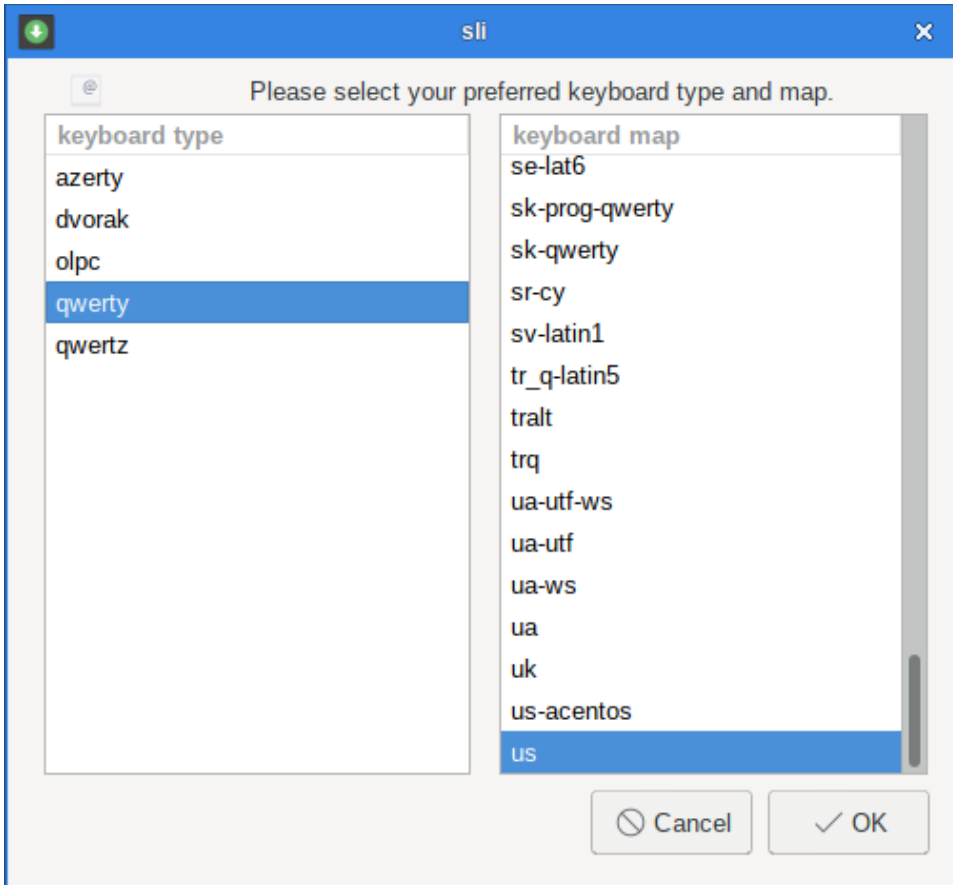 sli
@
Please select your preferred keyboard type and map.
keyboard type
azerty
dvorak
olpc
qwerty
qwertz
keyboard map
se-lat6
sk-prog-qwerty
sk-qwerty
sr-cy
sv-latin1
tr_q-latin5
tralt
trq
ua-utf-ws
ua-utf
ua-ws
ua
uk
us-acentos
us
Cancel
OK